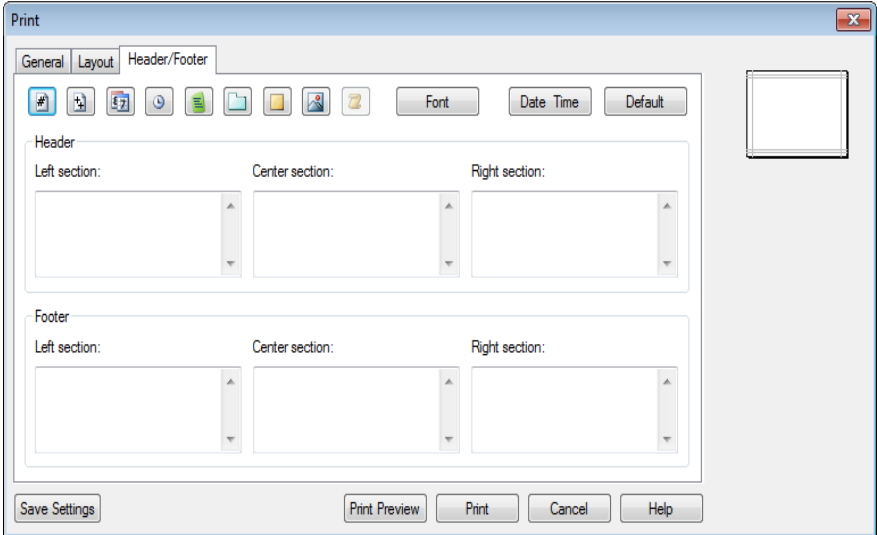 Print
General Layout Header/Footer
# 57 Font Date Time Default
Header
Left section: Center section: Right section:
Footer
Left section: Center section: Right section:
Save Settings Print Preview Print Cancel Help